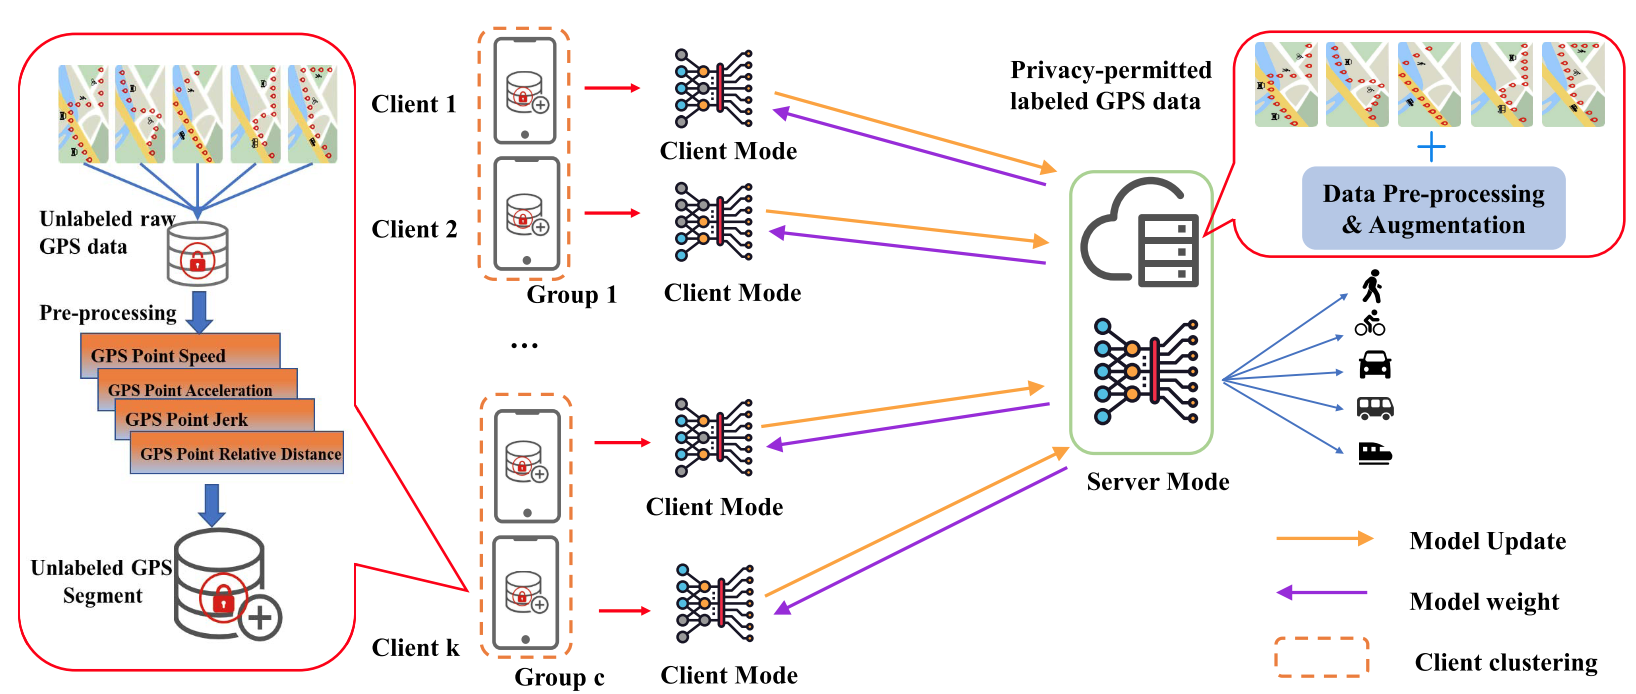 Unlabeled raw
GPS data
Pre-processing
GPS Point Speed
GPS Point Acceleration
GPS Point Jerk
GPS Point Relative Distance
Unlabeled GPS
Segment
Client 1
Client 2
Group 1
...
Client k
Group c
Client Mode
Client Mode
Client Mode
Client Mode
Privacy-permitted
labeled GPS data
Data Pre-processing
& Augmentation
Server Mode
Model Update
Model weight
Client clustering